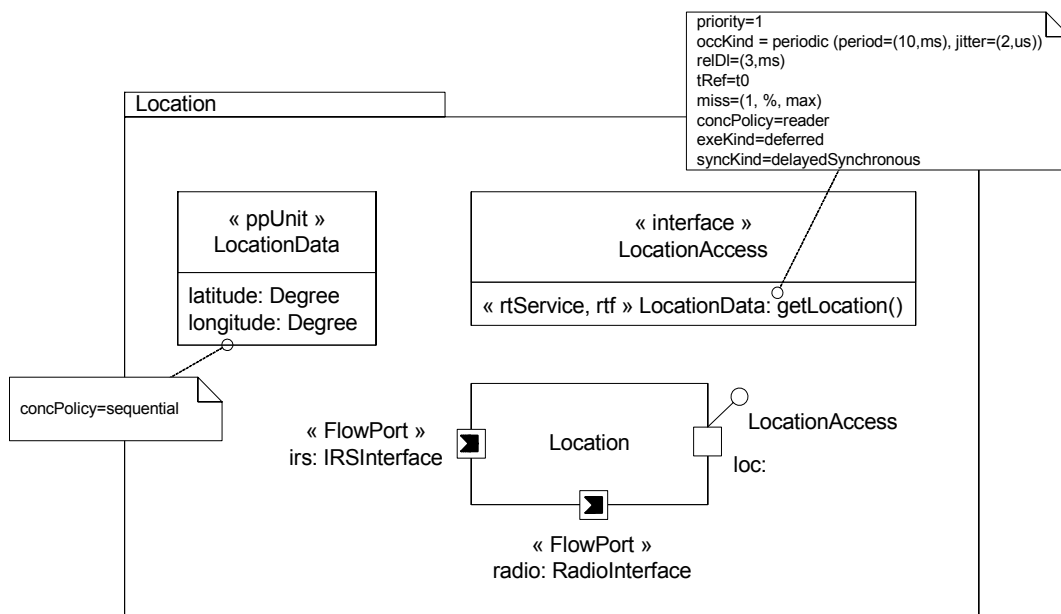 priority=1
occKind = periodic (period=(10,ms), jitter=(2,us))
relDl=(3,ms)
tRef=t0
miss=(1, %, max)
concPolicy=reader
exeKind=deferred
syncKind=delayedSynchronous
Location
« ppUnit »
LocationData
latitude: Degree
longitude: Degree
« interface »
LocationAccess
« rtService, rtf » LocationData: getLocation()
concPolicy=sequential
« FlowPort »
irs: IRSInterface
Location
LocationAccess
loc:
« FlowPort »
radio: RadioInterface